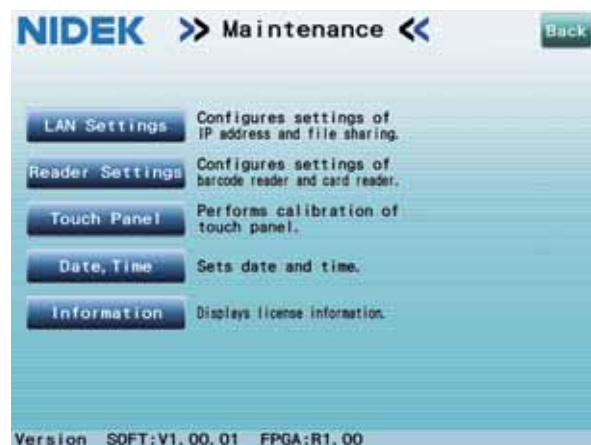 NIDEK >> Maintenance << Back
LAN Settings Configures settings of
IP address and file sharing.
Reader Settings Configures settings of
barcode reader and card reader.
Touch Panel Performs calibration of
touch panel.
Date, Time Sets date and time.
Information Displays license information.
Version SOFT:V1.00.01 FPGA:R1.00